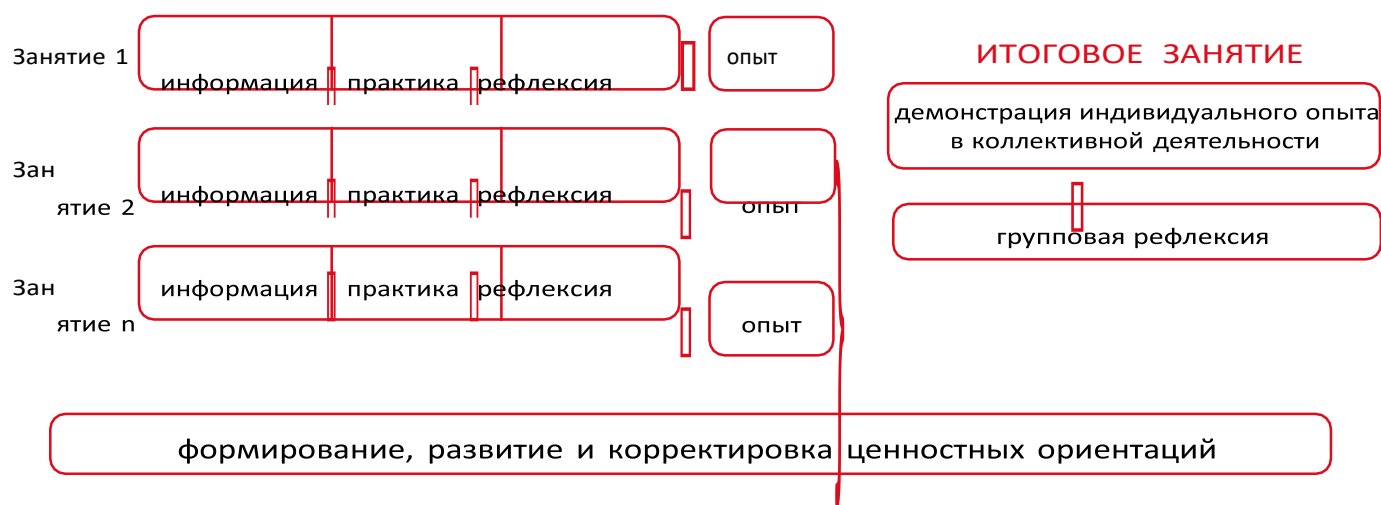 Занятие 1
информация практика рефлексия
опыт
Зан
ятие 2
информация практика рефлексия
опыт
Зан
ятие n
информация практика рефлексия
опыт
ИТОГОВОЕ ЗАНЯТИЕ
демонстрация индивидуального опыта
в коллективной деятельности
групповая рефлексия
формирование, развитие и корректировка ценностных ориентаций